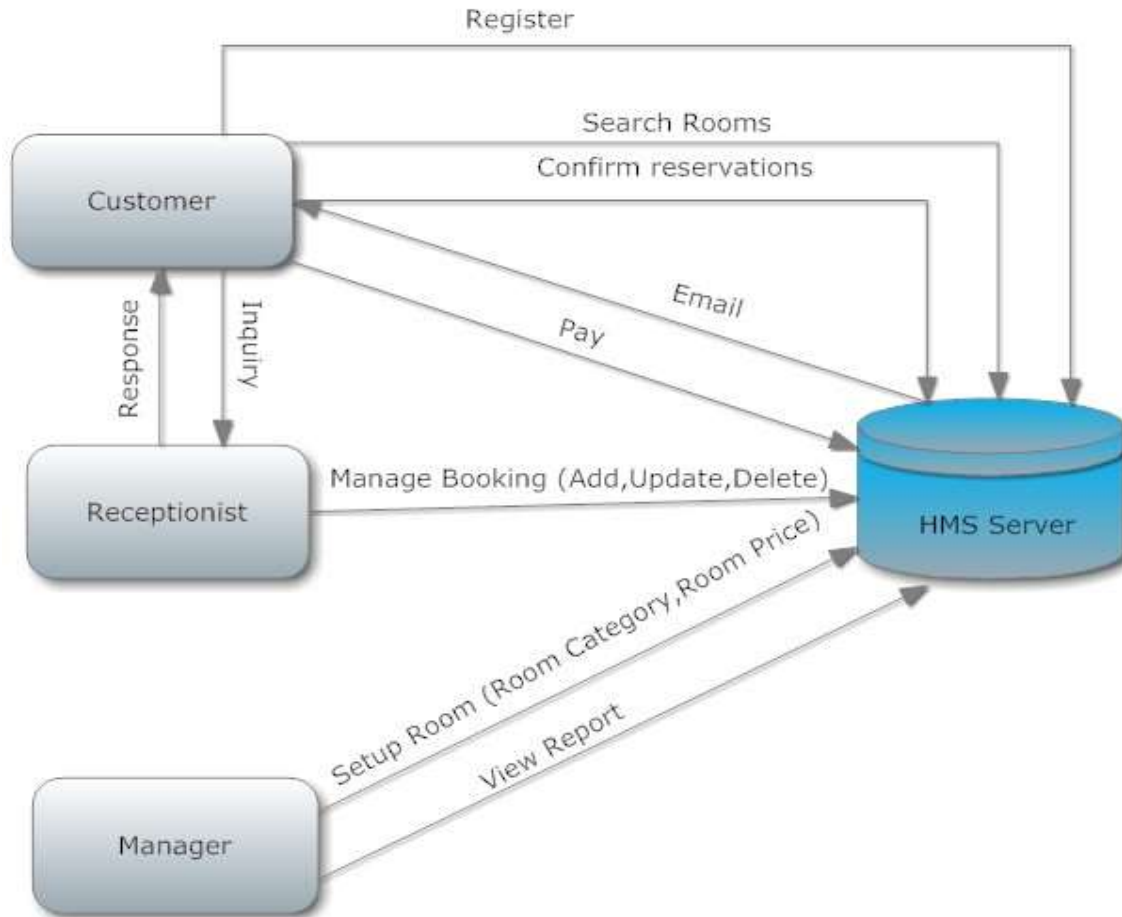 Register
Search Rooms
Confirm reservations
Customer
Email
Pay
Response
Inquiry
Manage Booking (Add,Update,Delete)
Receptionist
HMS Server
Setup Room (Room Category,Room Price)
View Report
Manager